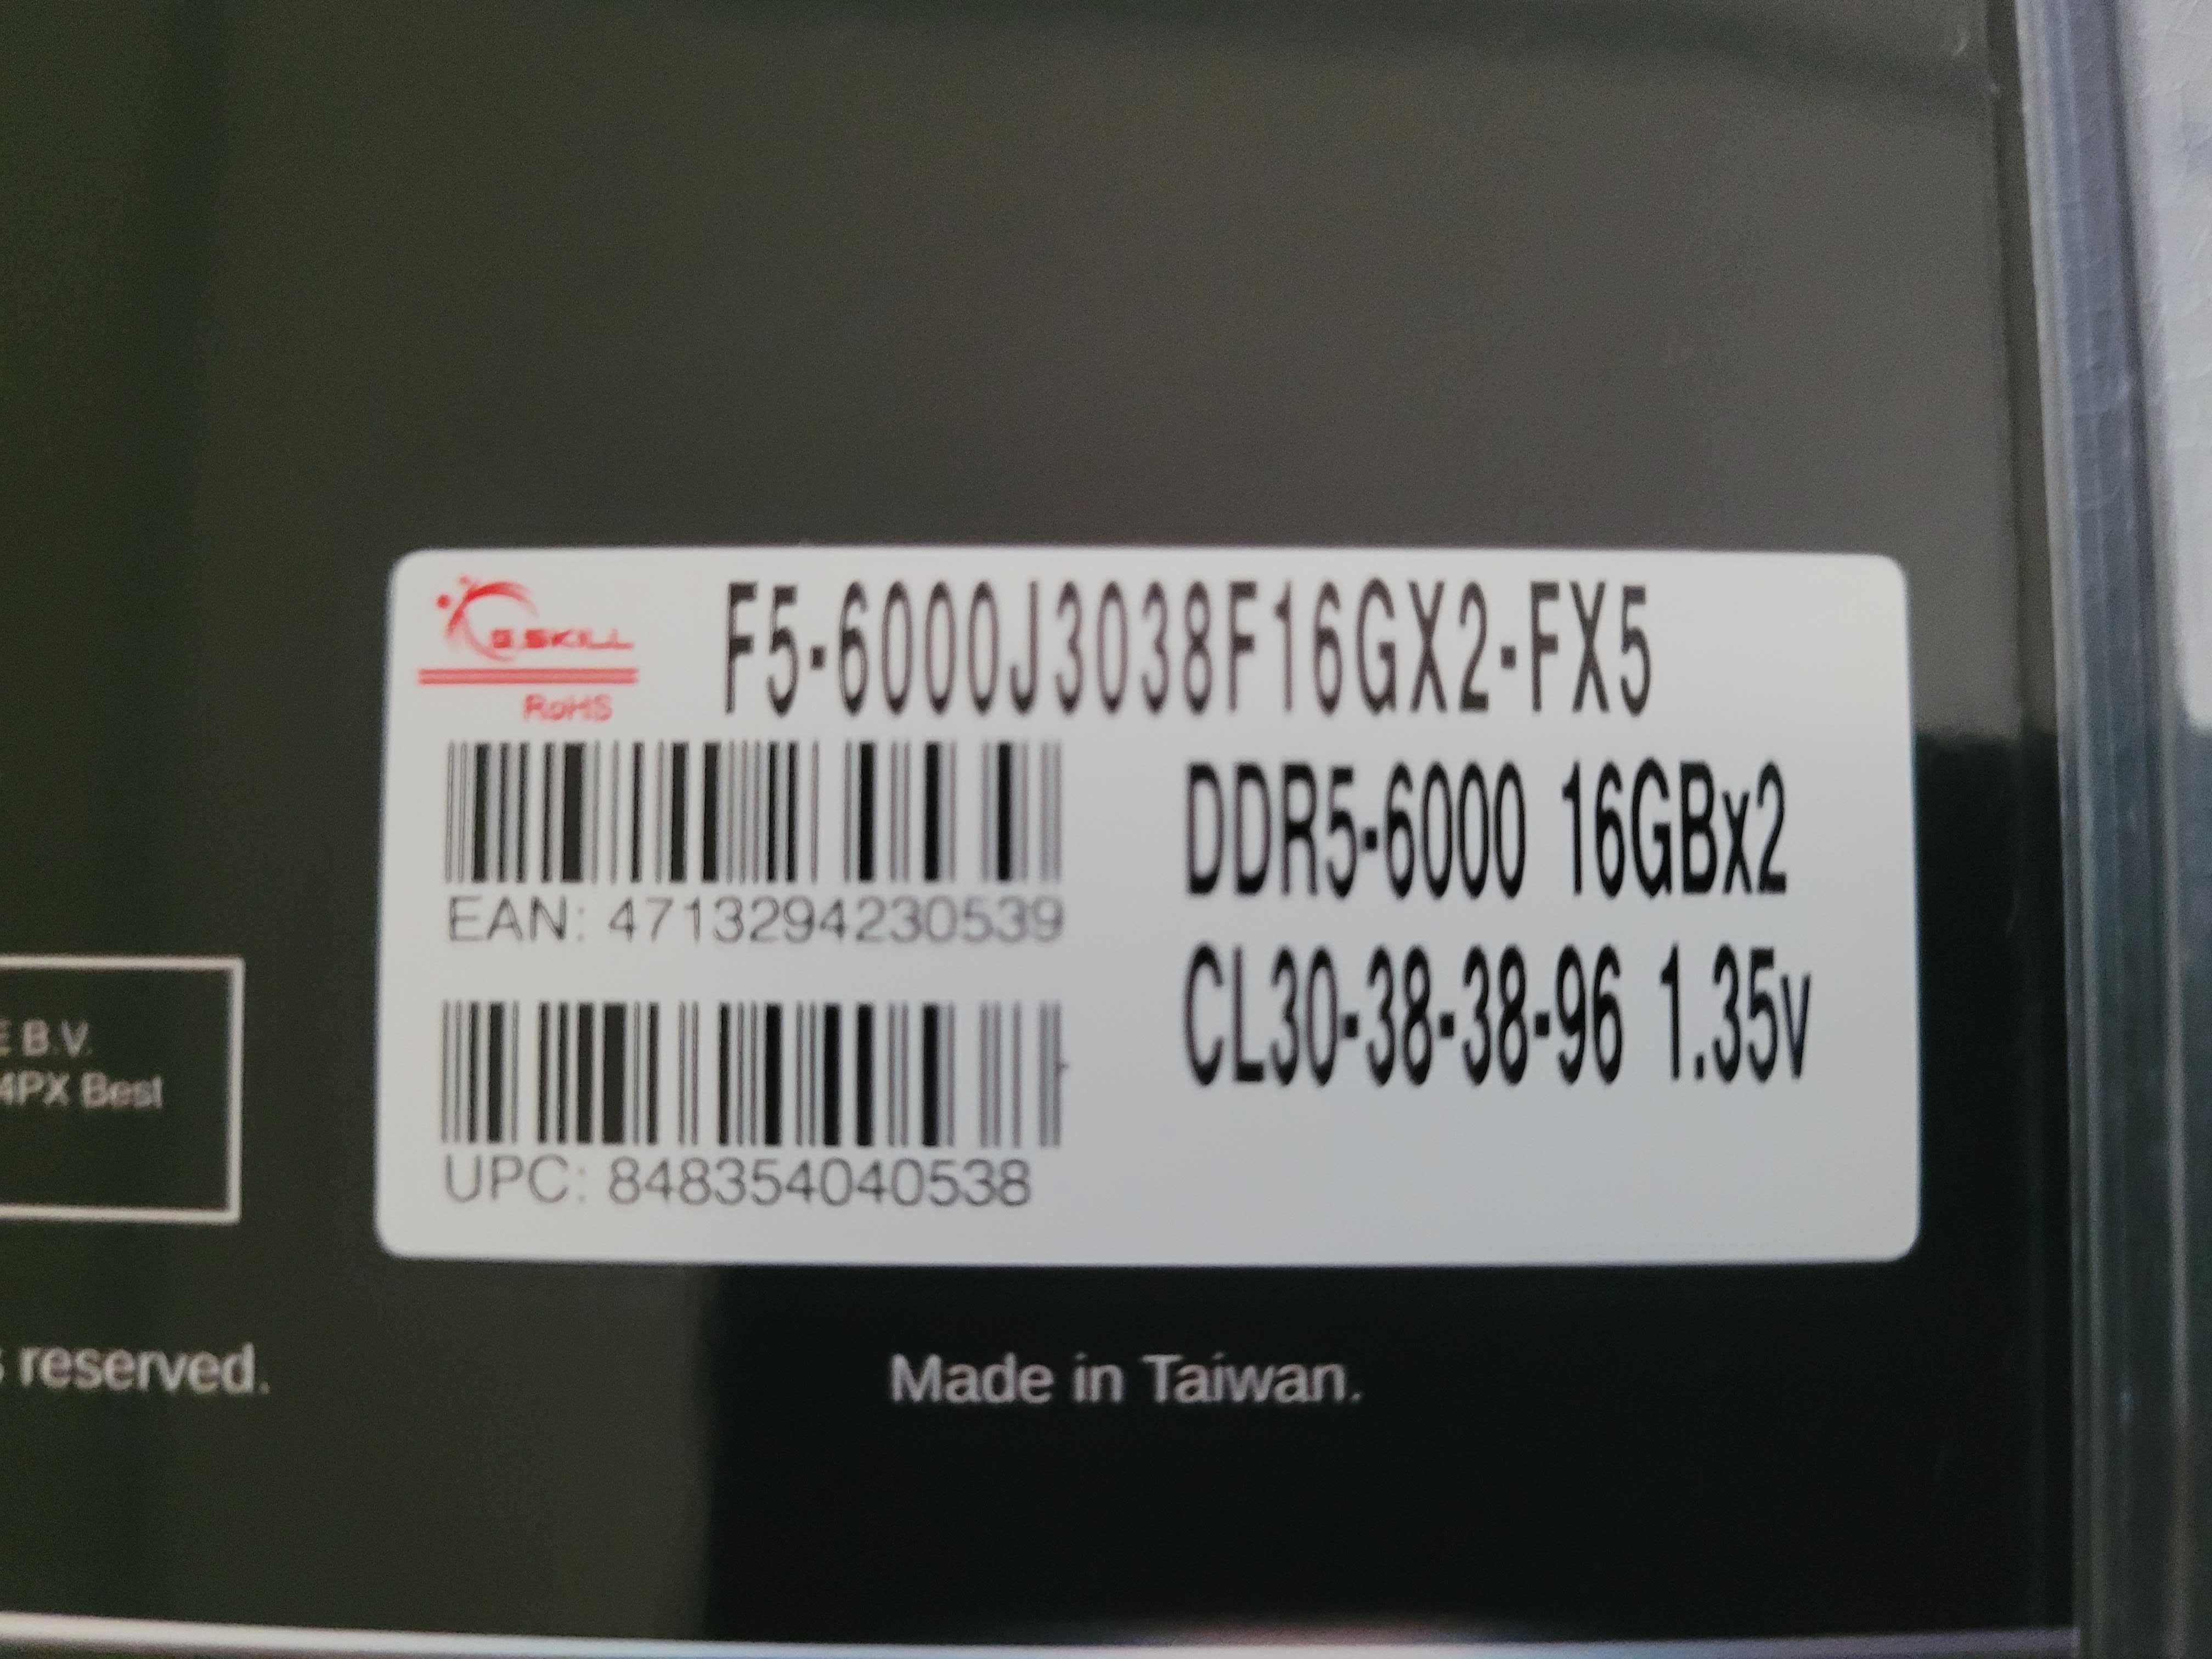 G.SKILL
RoHS
F5-6000J3038F16GX2-FX5
DDR5-6000 16GBx2
CL30-38-38-96 1.35v
EAN: 4713294230539
UPC: 848354040538
B.V.
4PX Best
reserved.
Made in Taiwan.